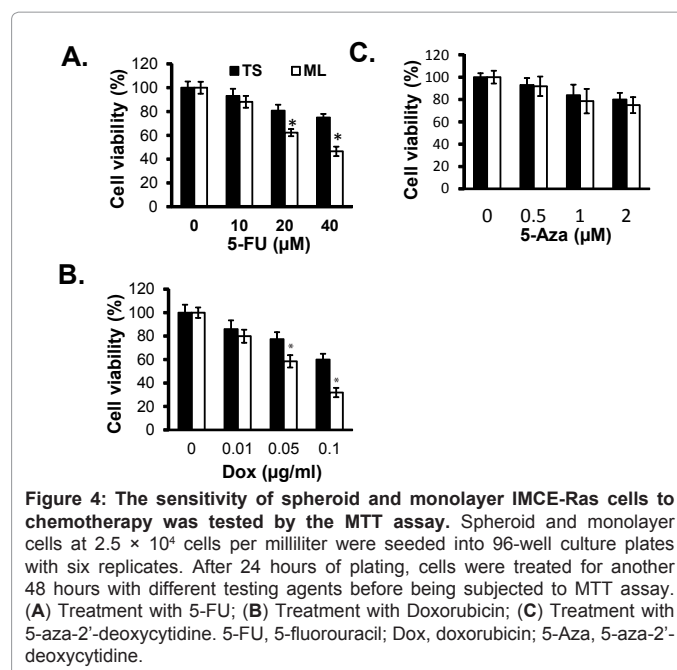 A.
TS ML
Cell viability (%)
120
100
80
60
40
20
0
* *
0 10 20 40
5-FU (µM)
C.
Cell viability (%)
120
100
80
60
40
20
0
0 0.5 1 2
5-Aza (µM)
B.
Cell viability (%)
120
100
80
60
40
20
0
* *
0 0.01 0.05 0.1
Dox (µg/ml)
Figure 4: The sensitivity of spheroid and monolayer IMCE-Ras cells to
chemotherapy was tested by the MTT assay. Spheroid and monolayer
cells at 2.5 × 10⁴ cells per milliliter were seeded into 96-well culture plates
with six replicates. After 24 hours of plating, cells were treated for another
48 hours with different testing agents before being subjected to MTT assay.
(A) Treatment with 5-FU; (B) Treatment with Doxorubicin; (C) Treatment with
5-aza-2’-deoxycytidine. 5-FU, 5-fluorouracil; Dox, doxorubicin; 5-Aza, 5-aza-2’-
deoxycytidine.